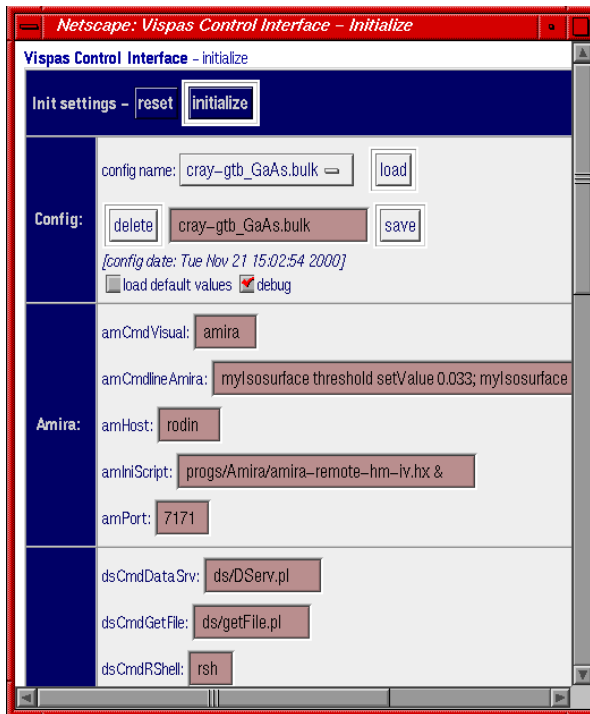 Netscape: Vispas Control Interface – Initialize
Vispas Control Interface – initialize
Init settings – reset initialize
config name: cray–gtb_GaAs.bulk load
Config:
delete cray–gtb_GaAs.bulk save
[config date: Tue Nov 21 15:02:54 2000]
load default values debug
amCmdVisual: amira
amCmdlineAmira: myIsosurface threshold setValue 0.033; myIsosurface
Amira: amHost: rodin
amIniScript: progs/Amira/amira–remote–hm–iv.hx &
amPort: 7171
dsCmdDataSrv: ds/DServ.pl
dsCmdGetFile: ds/getFile.pl
dsCmdRShell: rsh